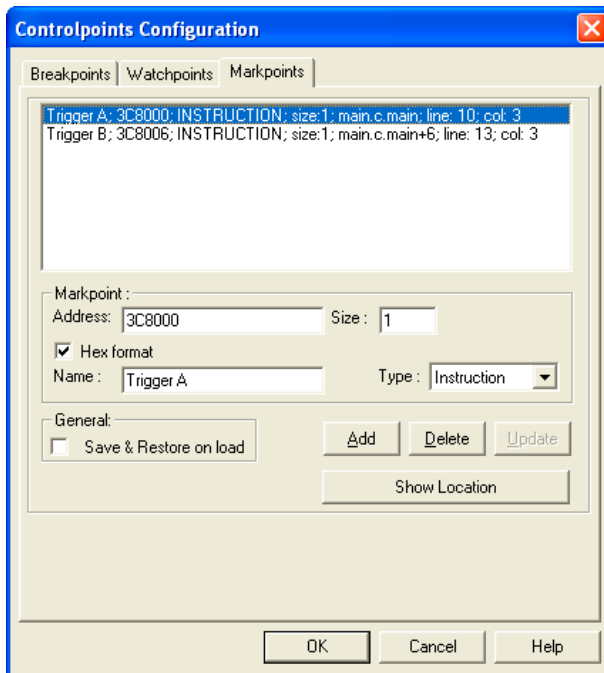 Controlpoints Configuration
Breakpoints Watchpoints Markpoints
Trigger A; 3C8000; INSTRUCTION; size:1; main.c.main; line: 10; col: 3
Trigger B; 3C8006; INSTRUCTION; size:1; main.c.main+6; line: 13; col: 3
Markpoint :
Address: 3C8000 Size : 1
Hex format
Name : Trigger A Type : Instruction
General:
Save & Restore on load
Add Delete Update
Show Location
OK Cancel Help